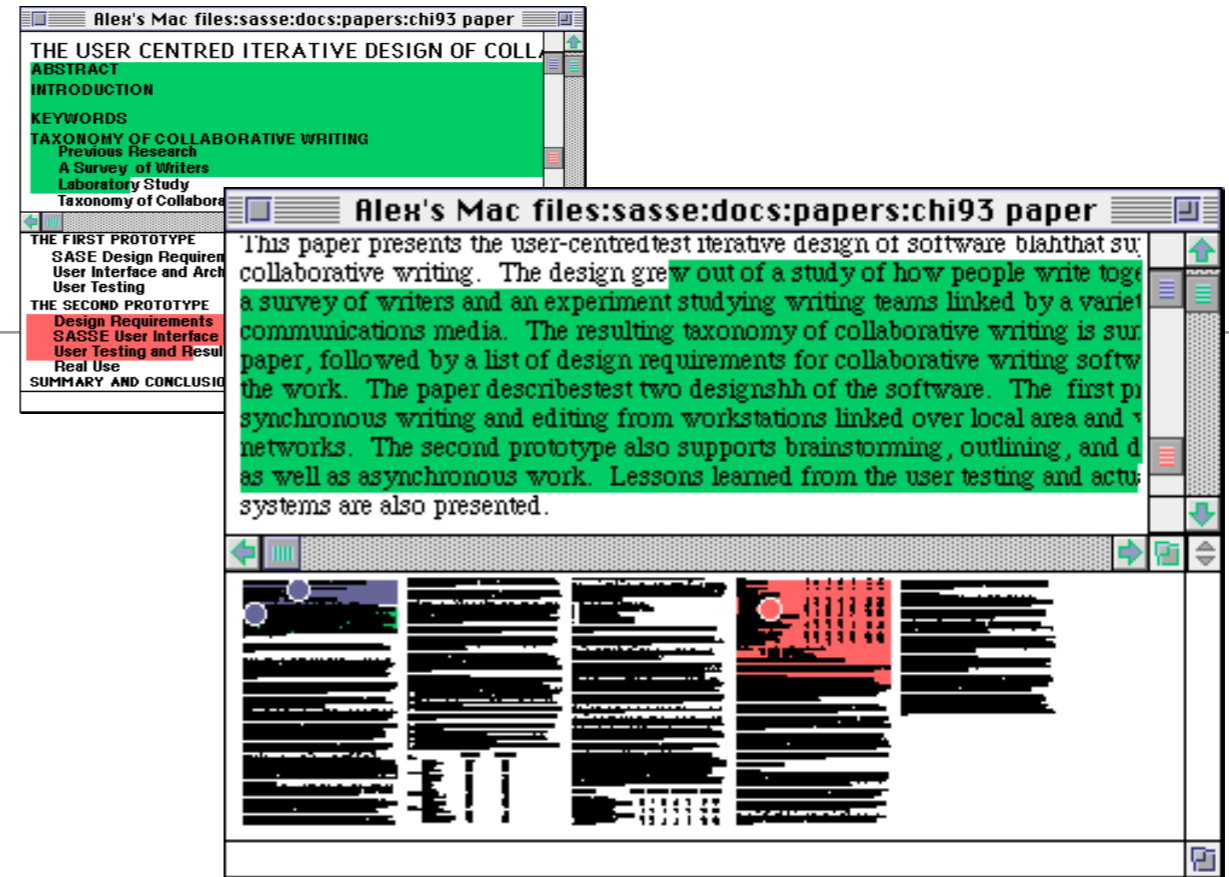 Alex's Mac files:sasse:docs:papers:chi93 paper
THE USER CENTRED ITERATIVE DESIGN OF COLLA
ABSTRACT
INTRODUCTION
KEYWORDS
TAXONOMY OF COLLABORATIVE WRITING
Previous Research
A Survey of Writers
Laboratory Study
Taxonomy of Collabora
THE FIRST PROTOTYPE
SASE Design Requirem
User Interface and Arch
User Testing
THE SECOND PROTOTYPE
Design Requirements
SASSE User Interface
User Testing and Resul
Real Use
SUMMARY AND CONCLUSIO
Alex's Mac files:sasse:docs:papers:chi93 paper
This paper presents the user-centredtest iterative design of software blahthat sup
collaborative writing. The design grew out of a study of how people write toge
a survey of writers and an experiment studying writing teams linked by a variet
communications media. The resulting taxonomy of collaborative writing is sum
paper, followed by a list of design requirements for collaborative writing softw
the work. The paper describestest two designshh of the software. The first pr
synchronous writing and editing from workstations linked over local area and
networks. The second prototype also supports brainstorming, outlining, and d
as well as asynchronous work. Lessons learned from the user testing and actu
systems are also presented.